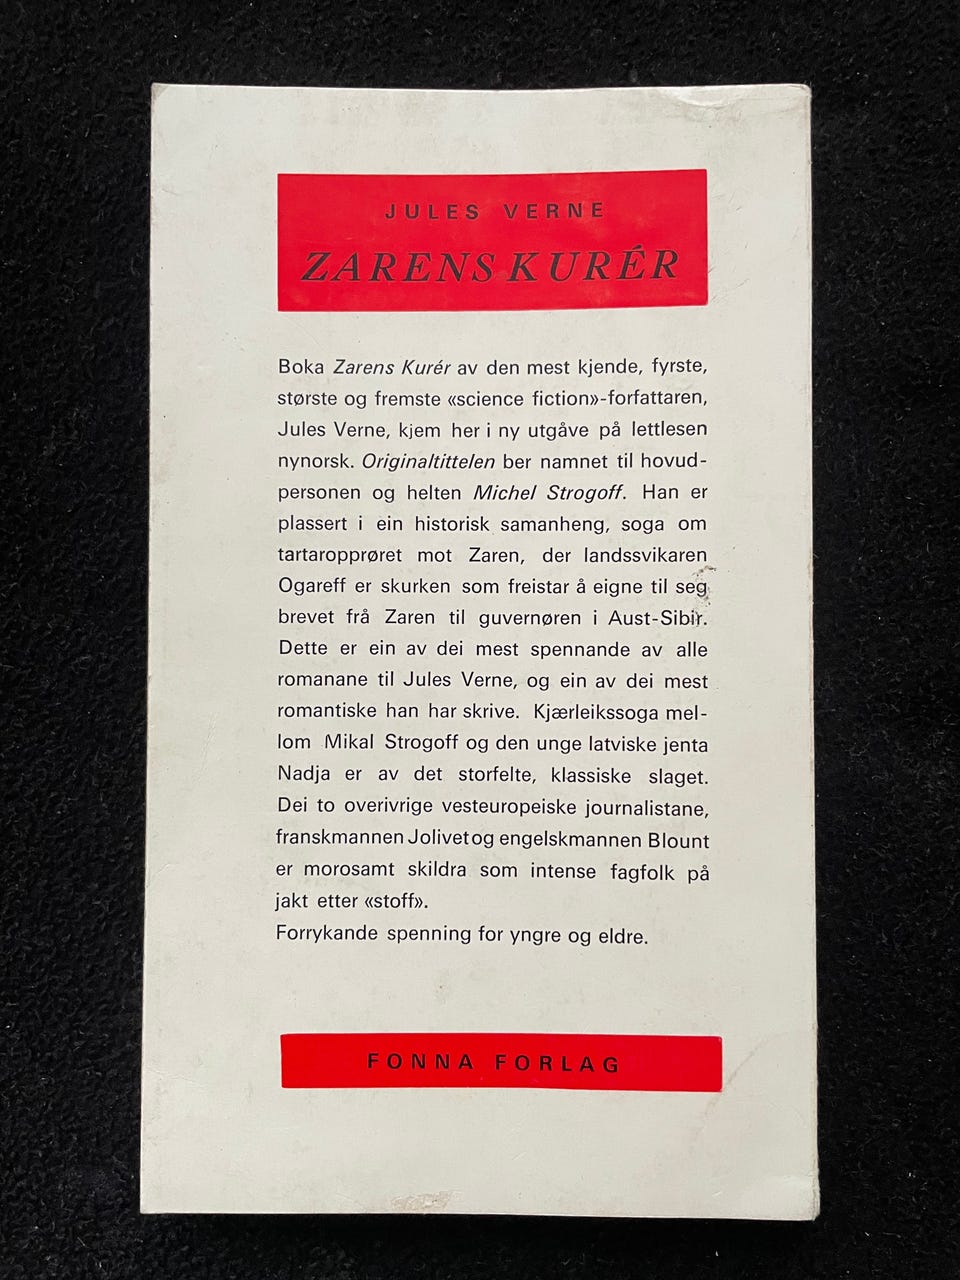 JULES VERNE
ZARENS KURÉR
Boka Zarens Kurér av den mest kjende, fyrste,
største og fremste «science fiction»-forfattaren,
Jules Verne, kjem her i ny utgåve på lettlesen
nynorsk. Originaltittelen ber namnet til hovud-
personen og helten Michel Strogoff. Han er
plassert i ein historisk samanheng, soga om
tartaropprøret mot Zaren, der landssvikaren
Ogareff er skurken som freistar å eigne til seg
brevet frå Zaren til guvernøren i Aust-Sibir.
Dette er ein av dei mest spennande av alle
romanane til Jules Verne, og ein av dei mest
romantiske han har skrive. Kjærleikssoga mel-
lom Mikal Strogoff og den unge latviske jenta
Nadja er av det storfelte, klassiske slaget.
Dei to overivrige vesteuropeiske journalistane,
franskmannen Jolivet og engelskmannen Blount
er morosamt skildra som intense fagfolk på
jakt etter «stoff».
Forrykande spenning for yngre og eldre.
FONNA FORLAG